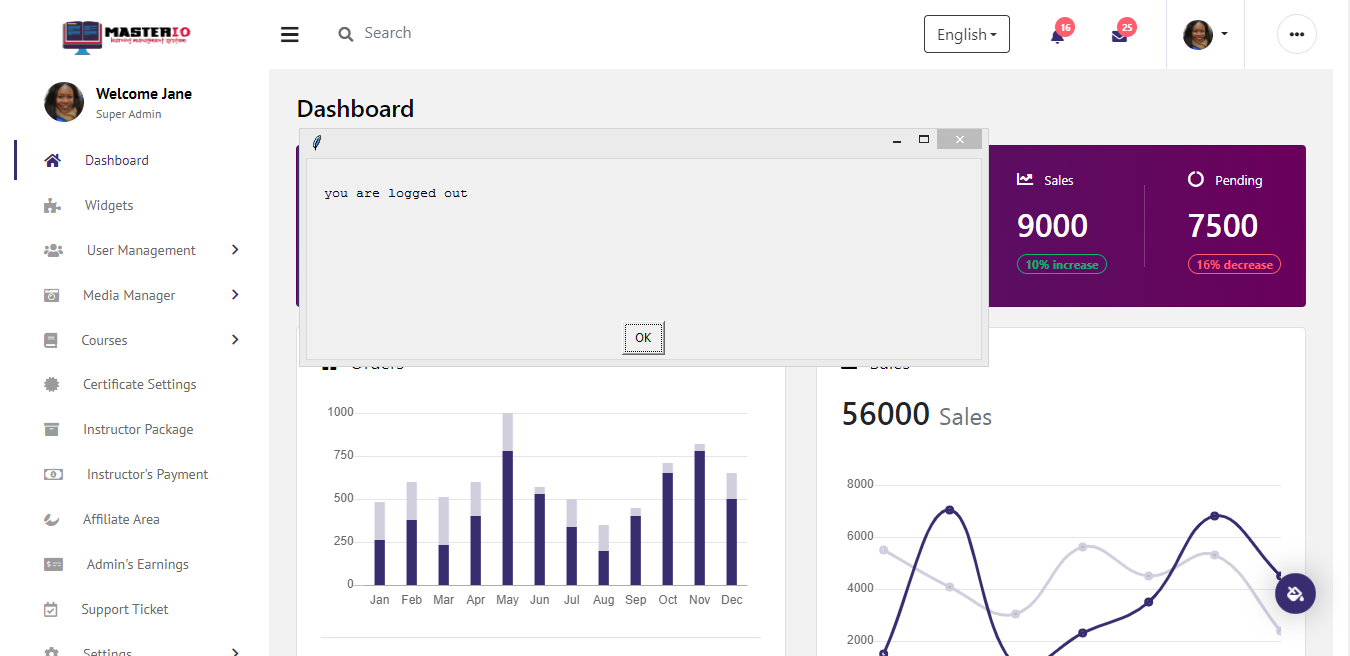 MASTERIO
learning managment system
Search
English
16
25
Welcome Jane
Super Admin
Dashboard
Widgets
User Management
Media Manager
Courses
Certificate Settings
Instructor Package
Instructor's Payment
Affiliate Area
Admin's Earnings
Support Ticket
Settings
Dashboard
you are logged out
OK
Sales
9000
10% increase
Pending
7500
16% decrease
Orders
1000
750
500
250
0
Jan Feb Mar Apr May Jun Jul Aug Sep Oct Nov Dec
Sales
56000 Sales
8000
6000
4000
2000